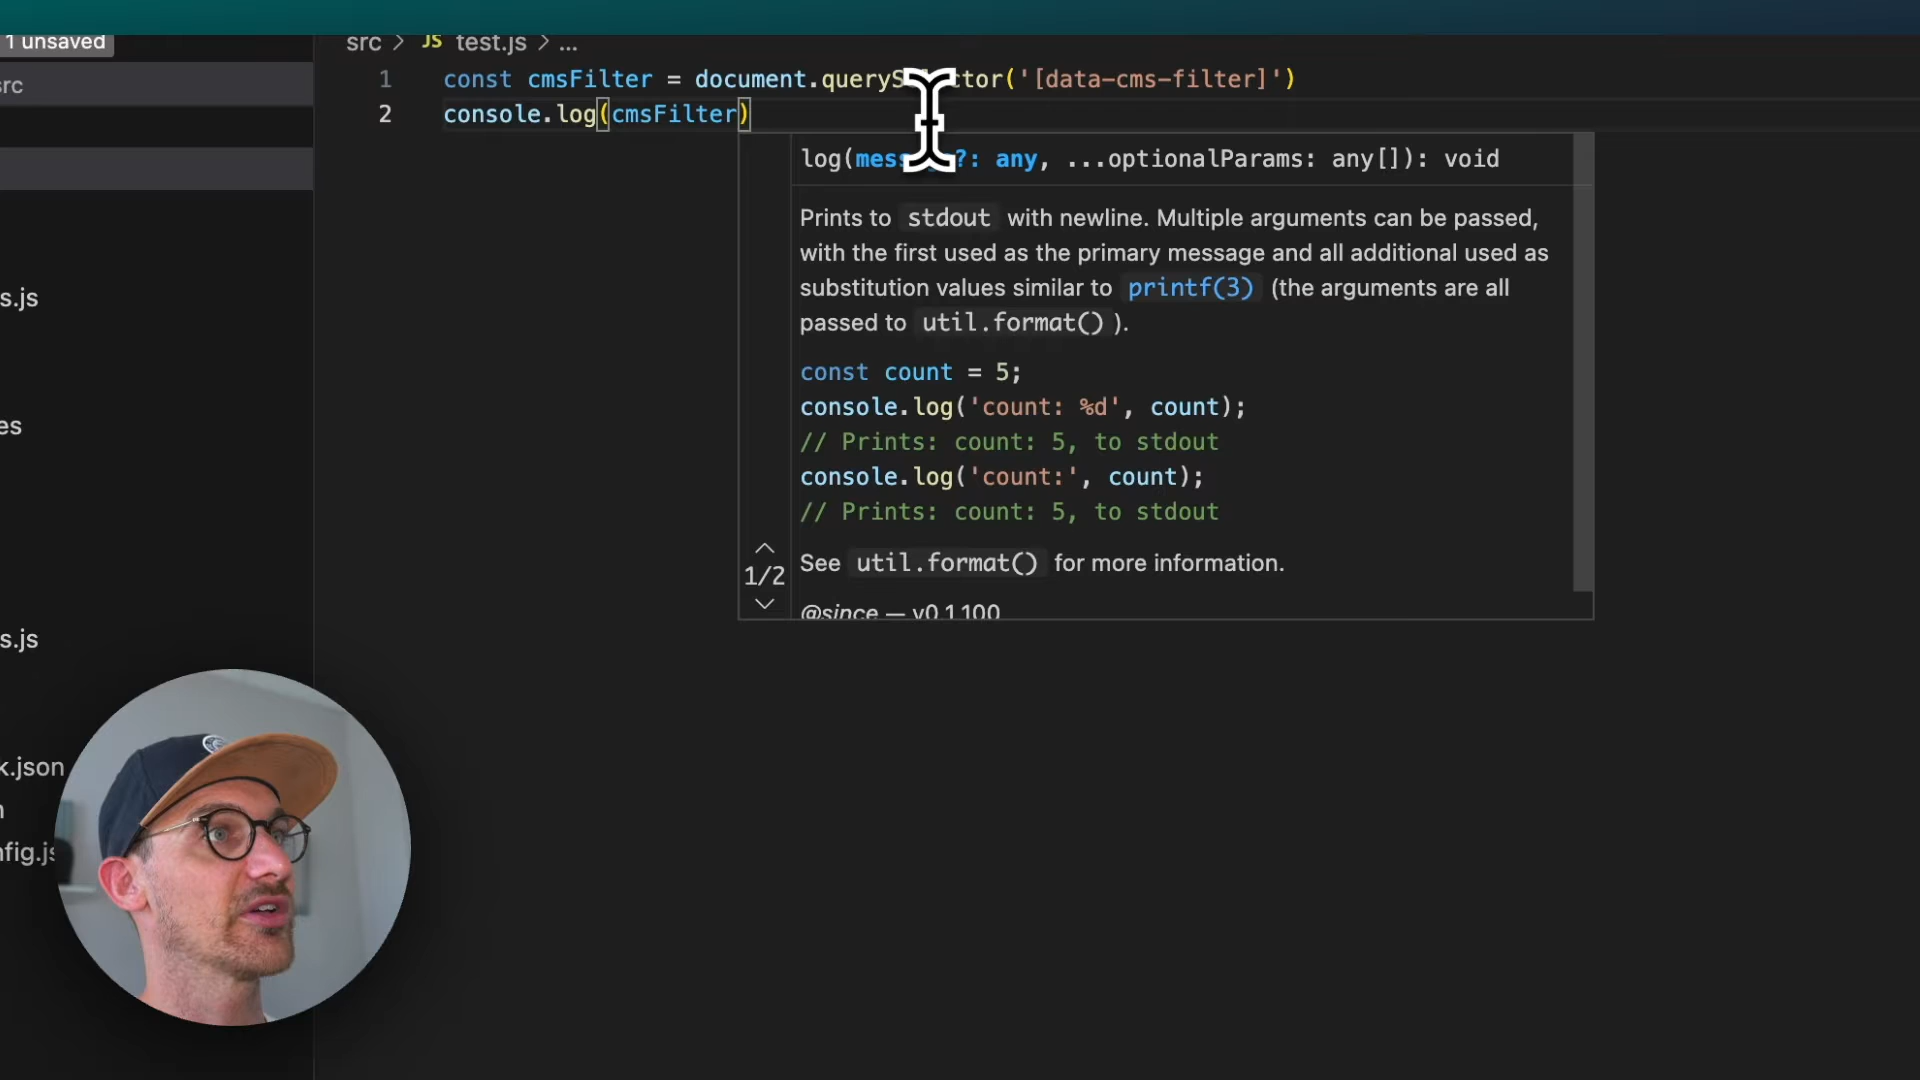 1 unsaved
src > JS test.js > ...
src
1 const cmsFilter = document.querySelector('[data-cms-filter]')
2 console.log(cmsFilter)
log(message?: any, ...optionalParams: any[]): void
Prints to stdout with newline. Multiple arguments can be passed,
with the first used as the primary message and all additional used as
substitution values similar to printf(3) (the arguments are all
passed to util.format() ).
const count = 5;
console.log('count: %d', count);
// Prints: count: 5, to stdout
console.log('count:', count);
// Prints: count: 5, to stdout
1/2
See util.format() for more information.
@since — v0.1.100
s.js
es
s.js
k.json
nfig.js